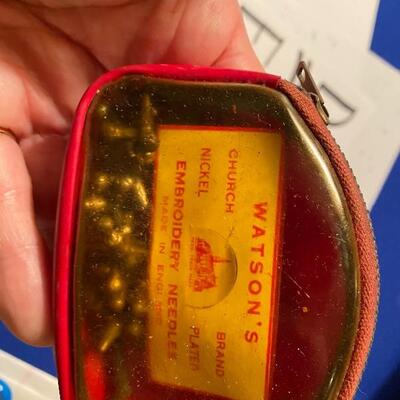 WATSON'S
CHURCH BRAND
NICKEL PLATED
EMBROIDERY NEEDLES
MADE IN ENGLAND